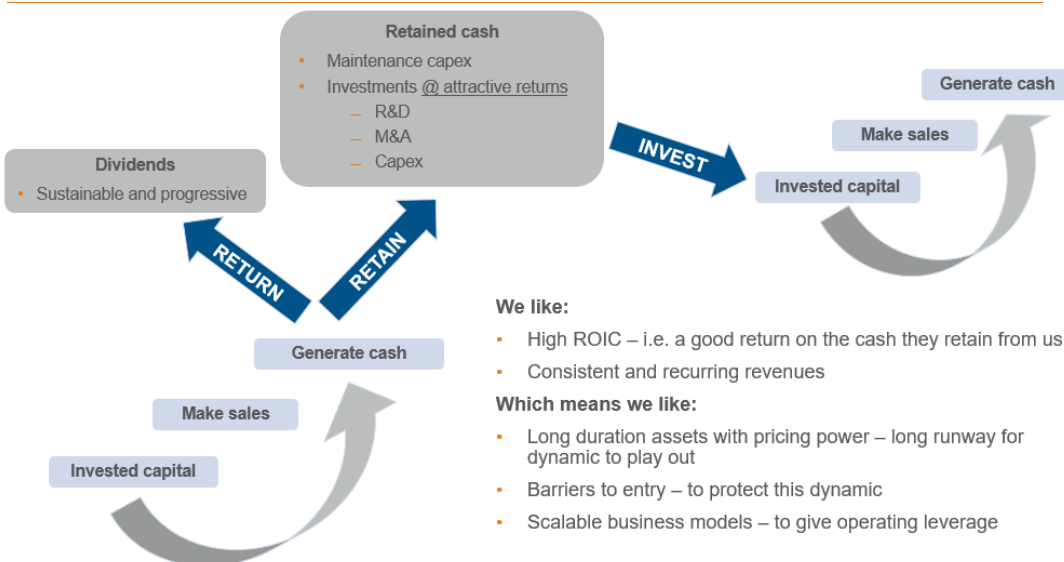 Retained cash
• Maintenance capex
• Investments @ attractive returns
– R&D
– M&A
– Capex
Dividends
• Sustainable and progressive
RETURN
RETAIN
INVEST
Generate cash
Make sales
Invested capital
Generate cash
Make sales
Invested capital
We like:
• High ROIC – i.e. a good return on the cash they retain from us
• Consistent and recurring revenues
Which means we like:
• Long duration assets with pricing power – long runway for
dynamic to play out
• Barriers to entry – to protect this dynamic
• Scalable business models – to give operating leverage